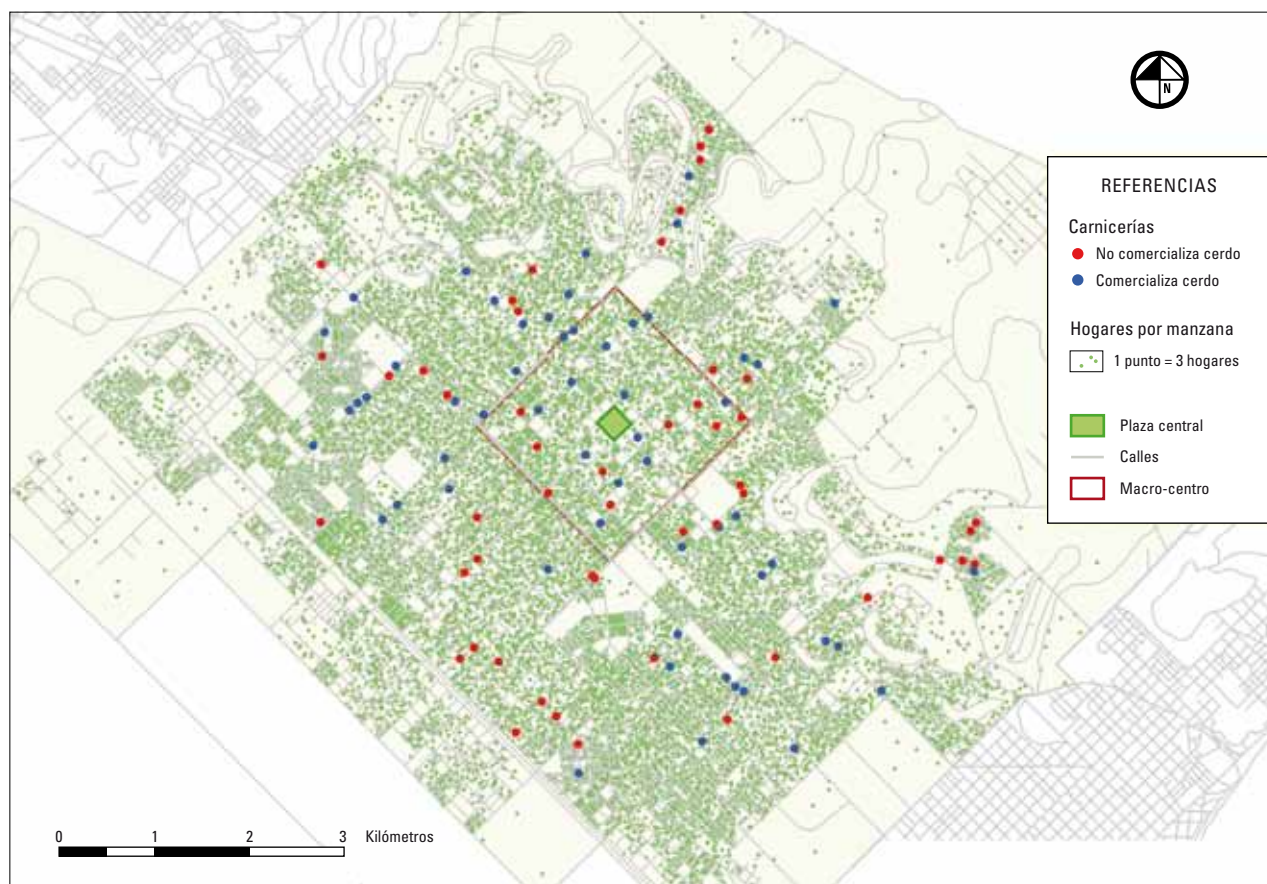 N
REFERENCIAS
Carnicerías
No comercializa cerdo
Comercializa cerdo
Hogares por manzana
1 punto = 3 hogares
Plaza central
Calles
Macro-centro
0 1 2 3 Kilómetros